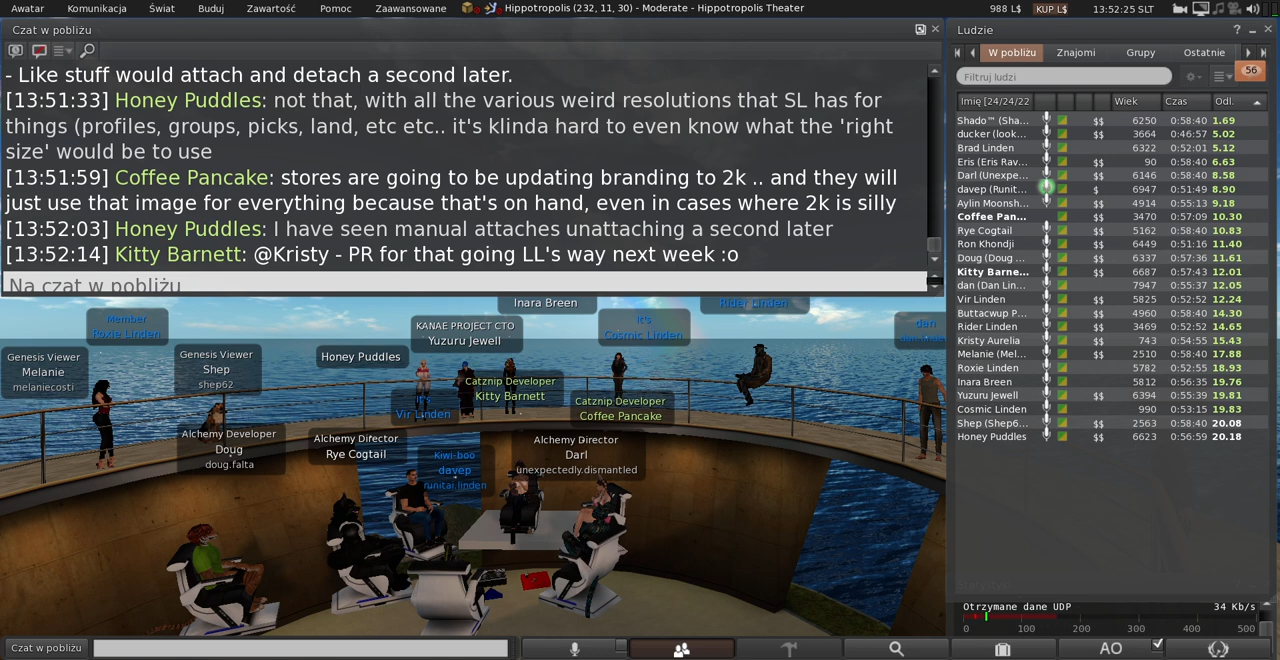 Awatar Komunikacja Świat Buduj Zawartość Pomoc Zaawansowane Hippotropolis (232, 11, 30) - Moderate - Hippotropolis Theater 988 L$ KUP L$ 13:52:25 SLT
Czat w pobliżu
- Like stuff would attach and detach a second later.
[13:51:33] Honey Puddles: not that, with all the various weird resolutions that SL has for
things (profiles, groups, picks, land, etc etc.. it's klinda hard to even know what the 'right
size' would be to use
[13:51:59] Coffee Pancake: stores are going to be updating branding to 2k .. and they will
just use that image for everything because that's on hand, even in cases where 2k is silly
[13:52:03] Honey Puddles: I have seen manual attaches unattaching a second later
[13:52:14] Kitty Barnett: @Kristy - PR for that going LL's way next week :o
Na czat w pobliżu
Inara Breen
Rider Linden
Member
Roxie Linden
KANAE PROJECT CTO
Yuzuru Jewell
It's
Cosmic Linden
dan
Genesis Viewer
Melanie
melaniecosti
Genesis Viewer
Shep
shep62
Honey Puddles
Catznip Developer
Kitty Barnett
It's
Vir Linden
Catznip Developer
Coffee Pancake
Alchemy Developer
Doug
doug.falta
Alchemy Director
Rye Cogtail
Kiwi-boo
davep
runitai.linden
Alchemy Director
Darl
unexpectedly.dismantled
Ludzie
W pobliżu Znajomi Grupy Ostatnie
Filtruj ludzi
56
Imię [24/24/22 Wiek Czas Odl.
Shado™ (Sha... $$ 6250 0:58:40 1.69
ducker (look... $$ 3664 0:46:57 5.02
Brad Linden 6322 0:52:01 5.12
Eris (Eris Rav... $$ 90 0:58:40 6.63
Darl (Unexpe... $$ 6146 0:58:40 8.58
davep (Runit... $ 6947 0:51:49 8.90
Aylin Moonsh... $$ 4914 0:55:13 9.18
Coffee Pan... $$ 3470 0:57:09 10.30
Rye Cogtail $$ 5162 0:58:40 10.83
Ron Khondji $$ 6449 0:51:16 11.40
Doug (Doug ... $$ 6337 0:57:36 11.61
Kitty Barne... $$ 6687 0:57:43 12.01
dan (Dan Lin... 7947 0:55:37 12.05
Vir Linden $$ 5825 0:52:52 12.24
Buttacwup P... $$ 4960 0:58:40 14.30
Rider Linden $$ 3469 0:52:52 14.65
Kristy Aurelia $$ 743 0:54:55 15.43
Melanie (Mel... $$ 2510 0:58:40 17.88
Roxie Linden 5782 0:52:55 18.93
Inara Breen 5812 0:56:35 19.76
Yuzuru Jewell $$ 6394 0:55:39 19.81
Cosmic Linden 990 0:53:15 19.83
Shep (Shep6... $$ 2563 0:58:40 20.08
Honey Puddles $$ 6623 0:56:59 20.18
Otrzymane dane UDP 34 Kb/s
0 100 200 300 400 500
Czat w pobliżu AO